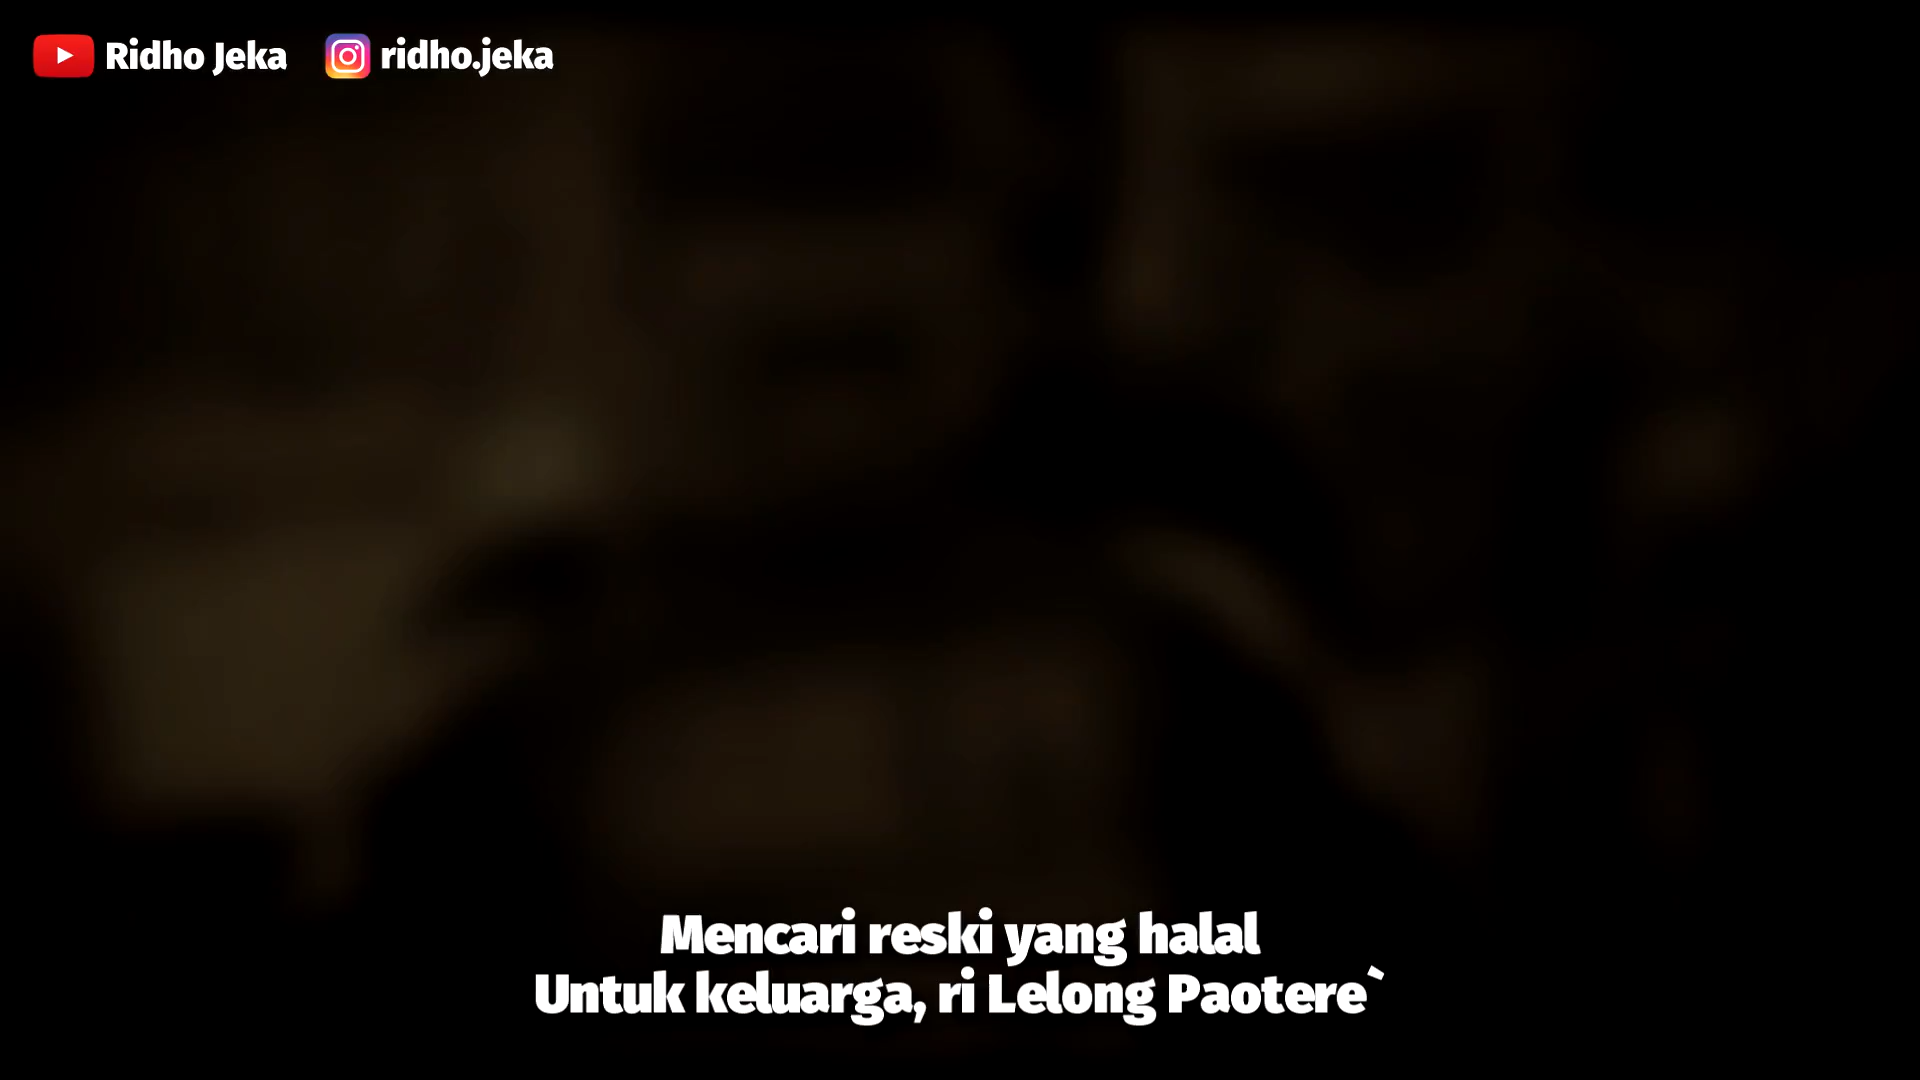 Ridho Jeka ridho.jeka
Mencari reski yang halal
Untuk keluarga, ri Lelong Paotere`